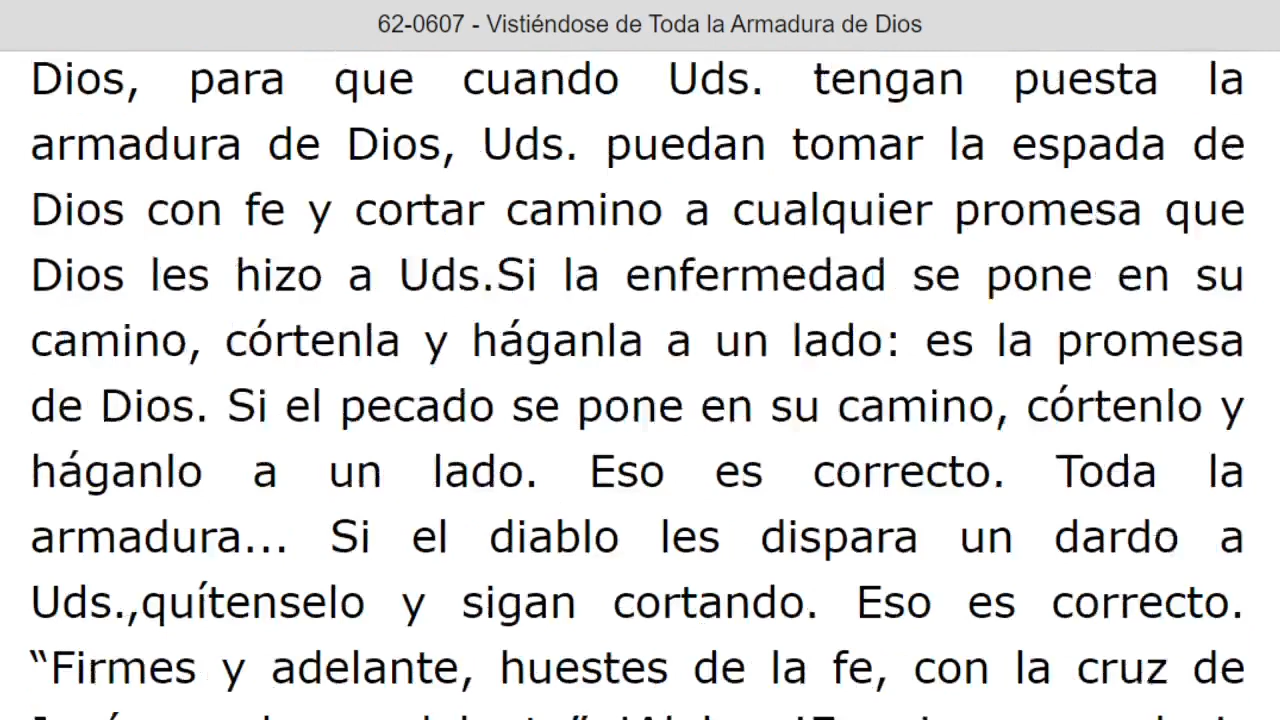 62-0607 - Vistiéndose de Toda la Armadura de Dios
Dios, para que cuando Uds. tengan puesta la
armadura de Dios, Uds. puedan tomar la espada de
Dios con fe y cortar camino a cualquier promesa que
Dios les hizo a Uds.Si la enfermedad se pone en su
camino, córtenla y háganla a un lado: es la promesa
de Dios. Si el pecado se pone en su camino, córtenlo y
háganlo a un lado. Eso es correcto. Toda la
armadura... Si el diablo les dispara un dardo a
Uds.,quítenselo y sigan cortando. Eso es correcto.
“Firmes y adelante, huestes de la fe, con la cruz de